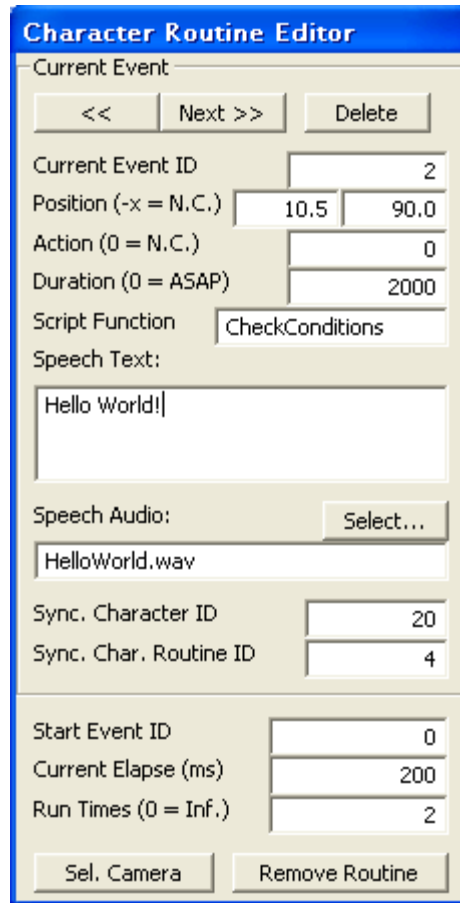 Character Routine Editor
Current Event
<< Next >> Delete
Current Event ID 2
Position (-x = N.C.) 10.5 90.0
Action (0 = N.C.) 0
Duration (0 = ASAP) 2000
Script Function CheckConditions
Speech Text:
Hello World!
Speech Audio: Select...
HelloWorld.wav
Sync. Character ID 20
Sync. Char. Routine ID 4
Start Event ID 0
Current Elapse (ms) 200
Run Times (0 = Inf.) 2
Sel. Camera Remove Routine